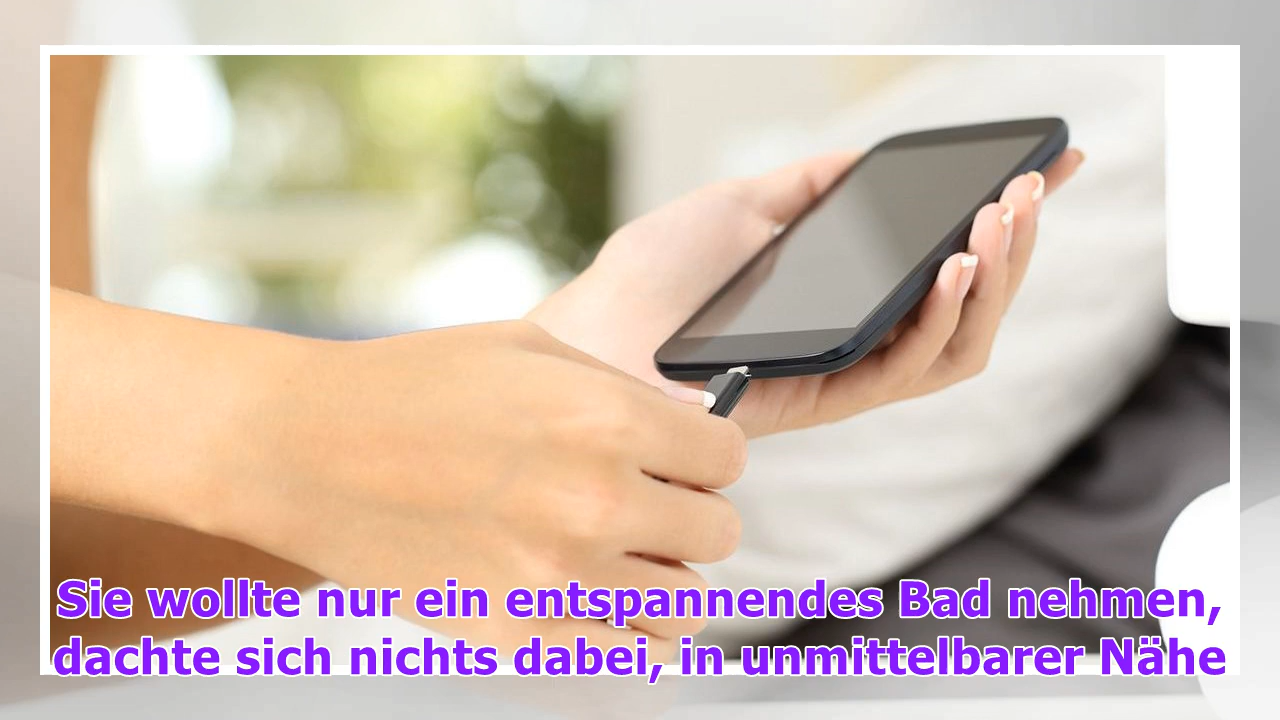 Sie wollte nur ein entspannendes Bad nehmen,
dachte sich nichts dabei, in unmittelbarer Nähe